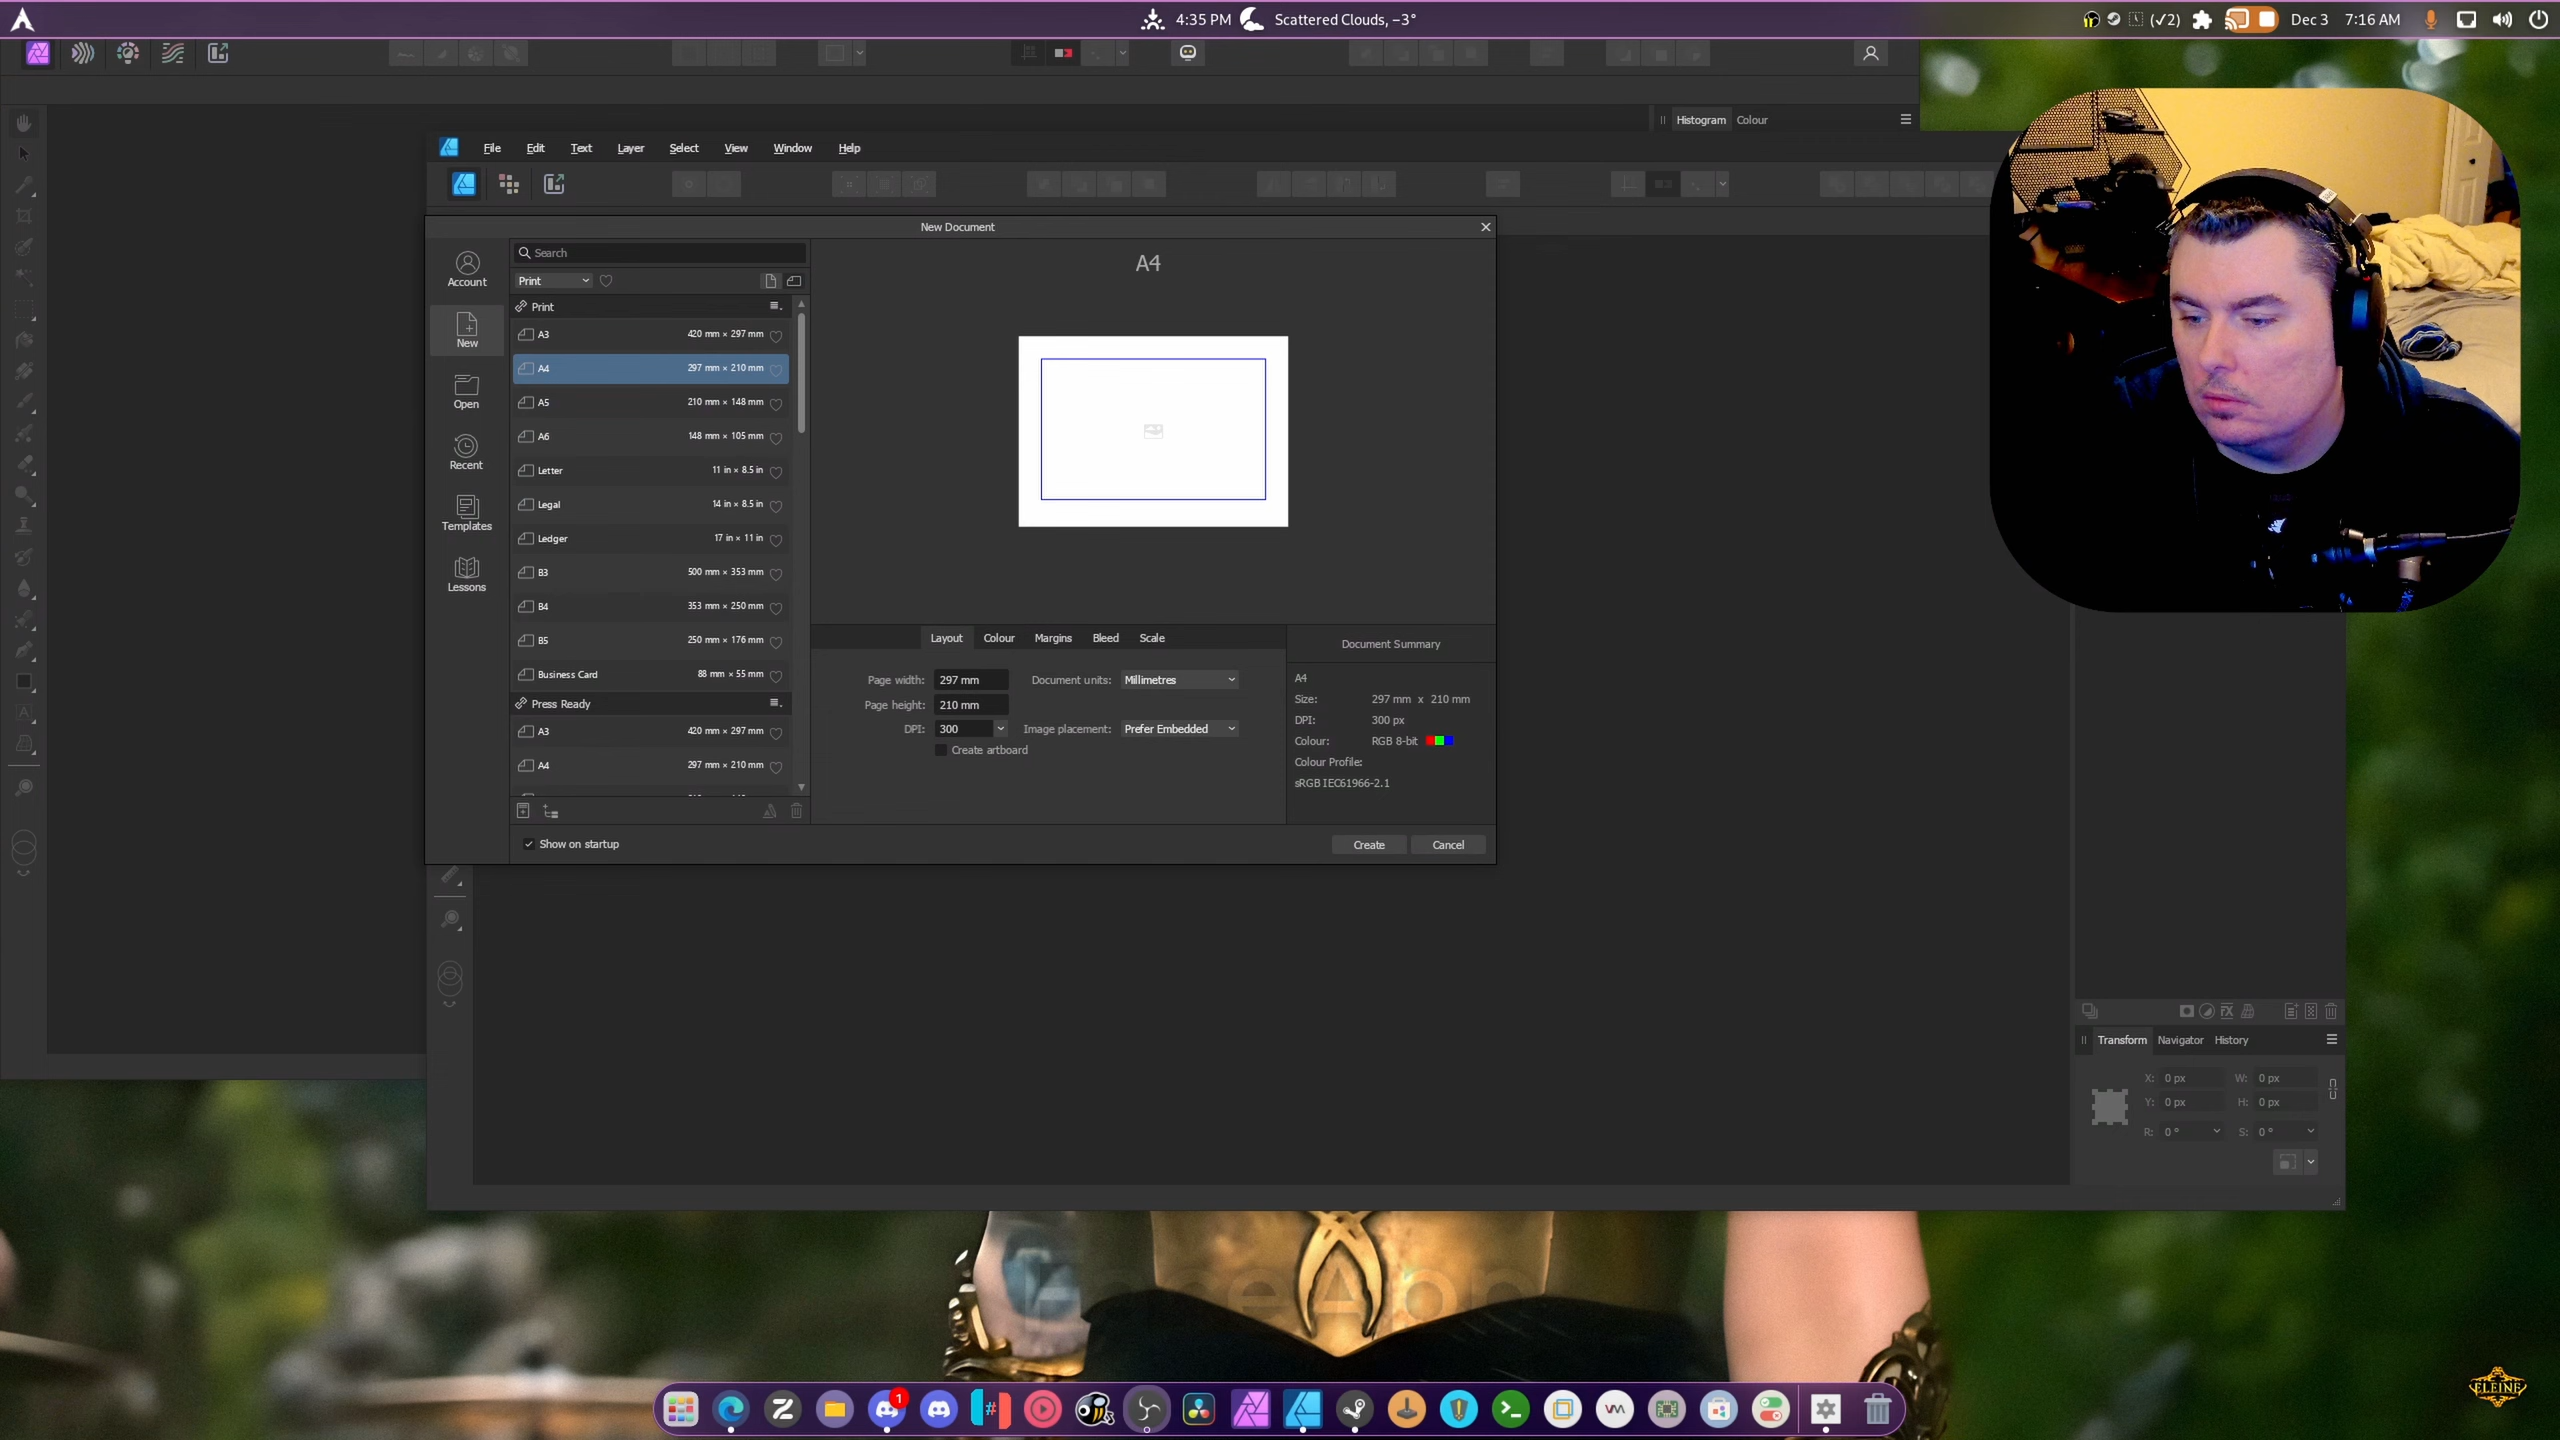 4:35 PM Scattered Clouds, −3° (✓2) Dec 3 7:16 AM
Histogram Colour
File Edit Text Layer Select View Window Help
New Document
Account
New
Open
Recent
Templates
Lessons
Search
Print
Print
A3 420 mm × 297 mm
A4 297 mm × 210 mm
A5 210 mm × 148 mm
A6 148 mm × 105 mm
Letter 11 in × 8.5 in
Legal 14 in × 8.5 in
Ledger 17 in × 11 in
B3 500 mm × 353 mm
B4 353 mm × 250 mm
B5 250 mm × 176 mm
Business Card 88 mm × 55 mm
Press Ready
A3 420 mm × 297 mm
A4 297 mm × 210 mm
Show on startup
A4
Layout Colour Margins Bleed Scale
Page width: 297 mm Document units: Millimetres
Page height: 210 mm
DPI: 300 Image placement: Prefer Embedded
Create artboard
Document Summary
A4
Size: 297 mm x 210 mm
DPI: 300 px
Colour: RGB 8-bit
Colour Profile:
sRGB IEC61966-2.1
Create Cancel
Transform Navigator History
X: 0 px W: 0 px
Y: 0 px H: 0 px
R: 0 ° S: 0 °
1
ELEINE